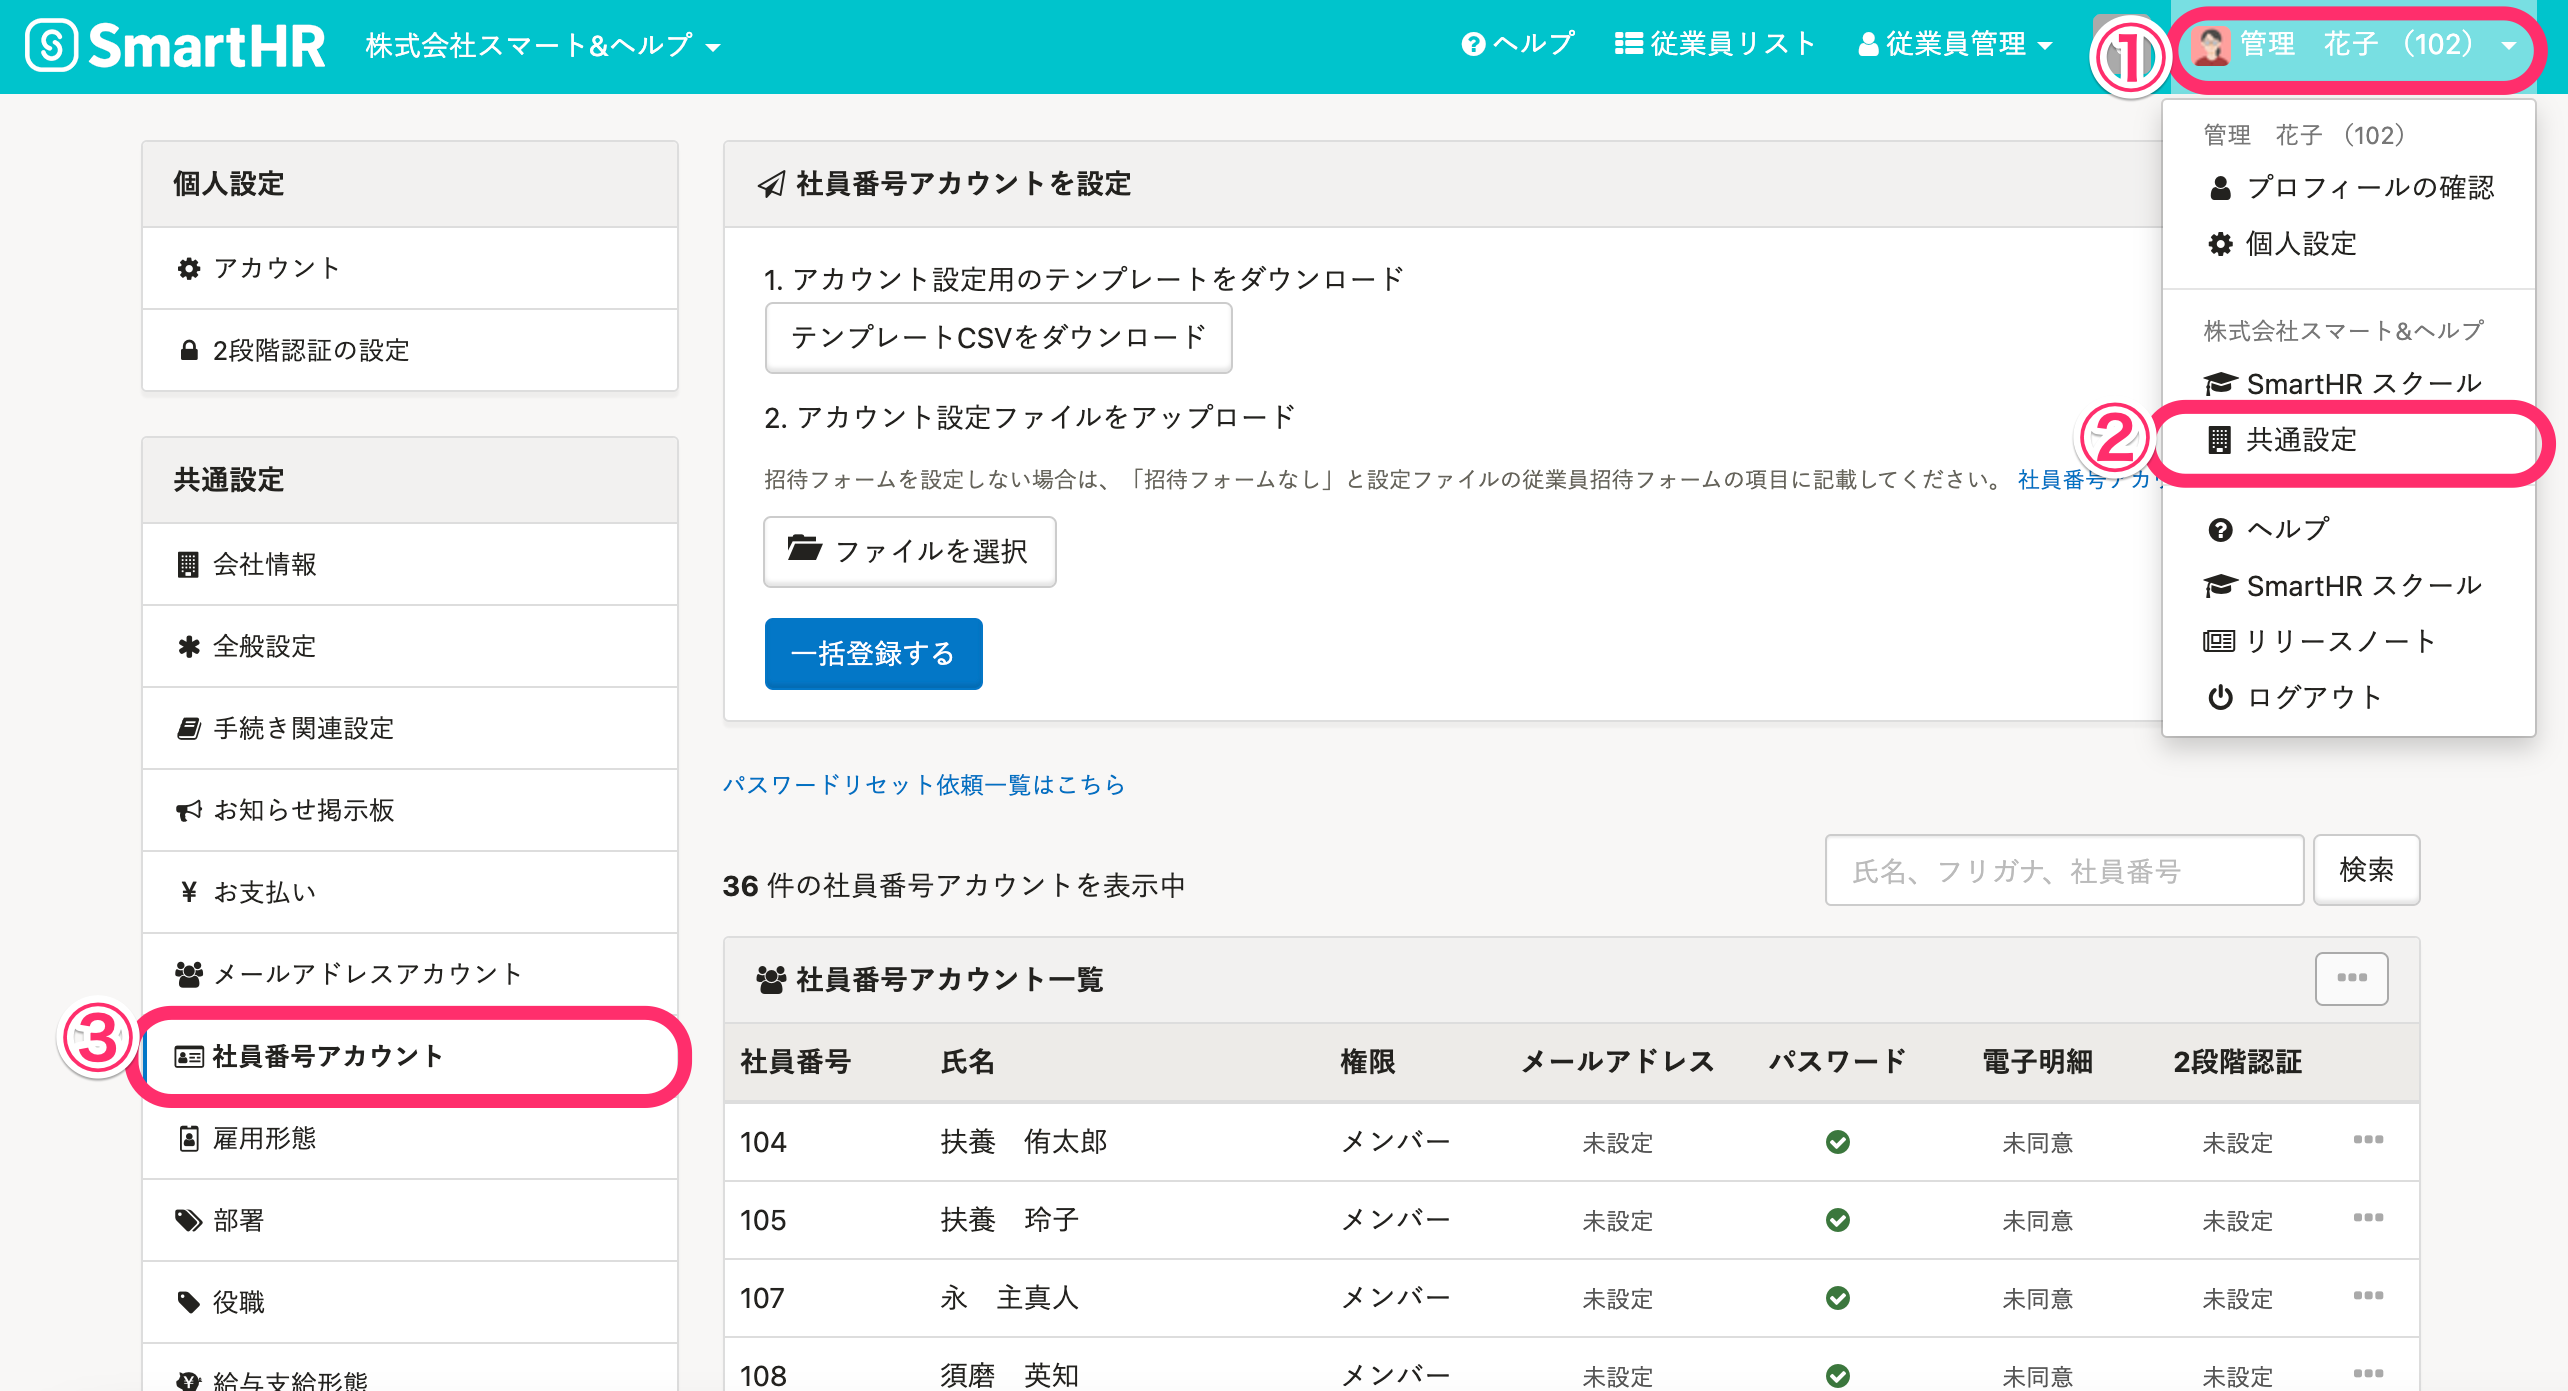 SmartHR 株式会社スマート&ヘルプ ヘルプ 従業員リスト 従業員管理 ① 管理　花子 （102）
管理　花子 （102）
プロフィールの確認
個人設定
株式会社スマート&ヘルプ
SmartHR スクール
② 共通設定
ヘルプ
SmartHR スクール
リリースノート
ログアウト
個人設定
アカウント
2段階認証の設定
共通設定
会社情報
全般設定
手続き関連設定
お知らせ掲示板
¥ お支払い
メールアドレスアカウント
③ 社員番号アカウント
雇用形態
部署
役職
給与支給形態
社員番号アカウントを設定
1. アカウント設定用のテンプレートをダウンロード
テンプレートCSVをダウンロード
2. アカウント設定ファイルをアップロード
招待フォームを設定しない場合は、「招待フォームなし」と設定ファイルの従業員招待フォームの項目に記載してください。 社員番号アカウ
ファイルを選択
一括登録する
パスワードリセット依頼一覧はこちら
36 件の社員番号アカウントを表示中
氏名、フリガナ、社員番号 検索
社員番号アカウント一覧
社員番号 氏名 権限 メールアドレス パスワード 電子明細 2段階認証
104 扶養　侑太郎 メンバー 未設定 未同意 未設定
105 扶養　玲子 メンバー 未設定 未同意 未設定
107 永　主真人 メンバー 未設定 未同意 未設定
108 須磨　英知 メンバー 未設定 未同意 未設定